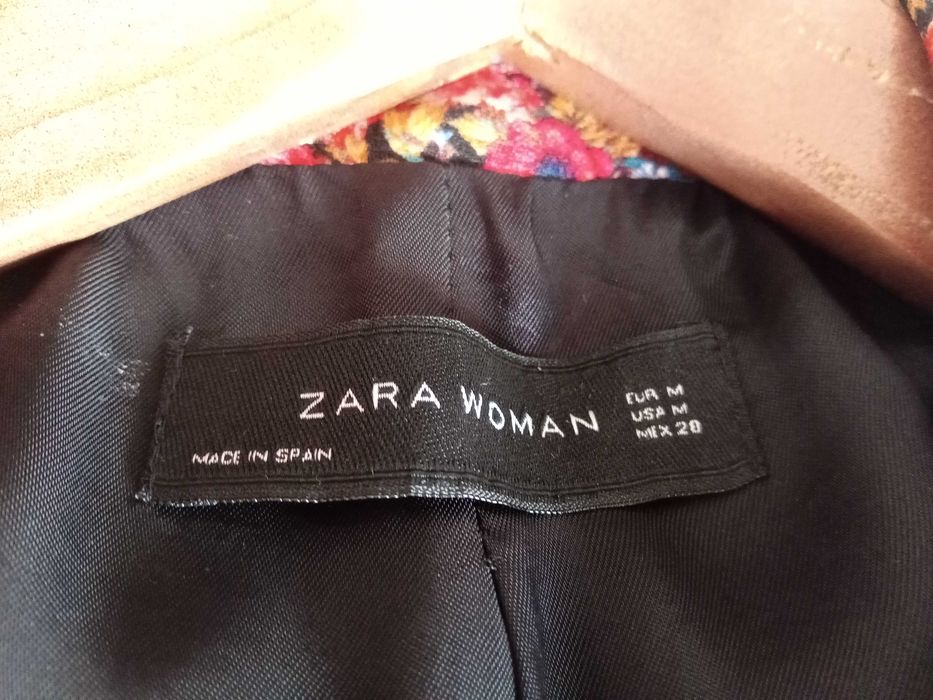 ZARA WOMAN
EUR M
USA M
MEX 28
MADE IN SPAIN